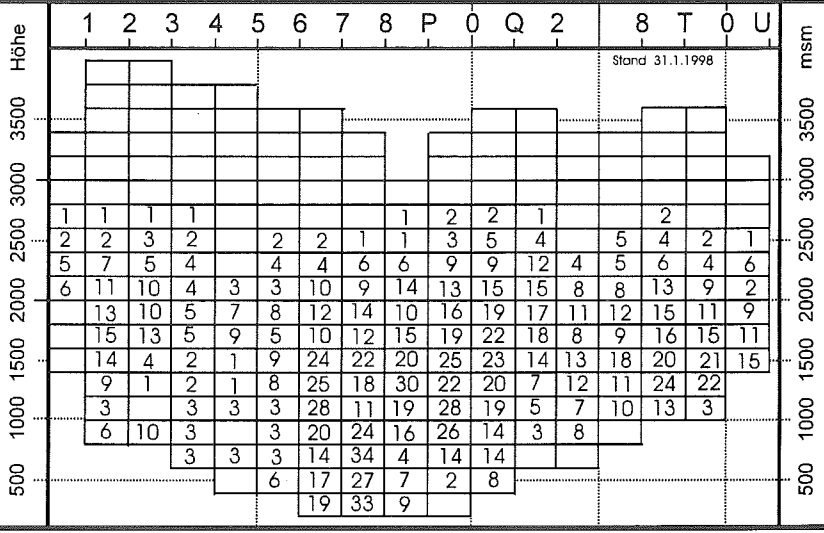 Höhe 1 2 3 4 5 6 7 8 P 0 Q 2 8 T 0 U msm
Stand 31.1.1998
3500 3500
3000 3000
1 1 1 1 1 2 2 1 2
2500 2 2 3 2 2 2 1 1 3 5 4 5 4 2 1 2500
5 7 5 4 4 4 6 6 9 9 12 4 5 6 4 6
6 11 10 4 3 3 10 9 14 13 15 15 8 8 13 9 2
2000 13 10 5 7 8 12 14 10 16 19 17 11 12 15 11 9 2000
15 13 5 9 5 10 12 15 19 22 18 8 9 16 15 11
1500 14 4 2 1 9 24 22 20 25 23 14 13 18 20 21 15 1500
9 1 2 1 8 25 18 30 22 20 7 12 11 24 22
1000 3 3 3 3 28 11 19 28 19 5 7 10 13 3 1000
6 10 3 3 20 24 16 26 14 3 8
3 3 3 14 34 4 14 14
500 6 17 27 7 2 8 500
19 33 9